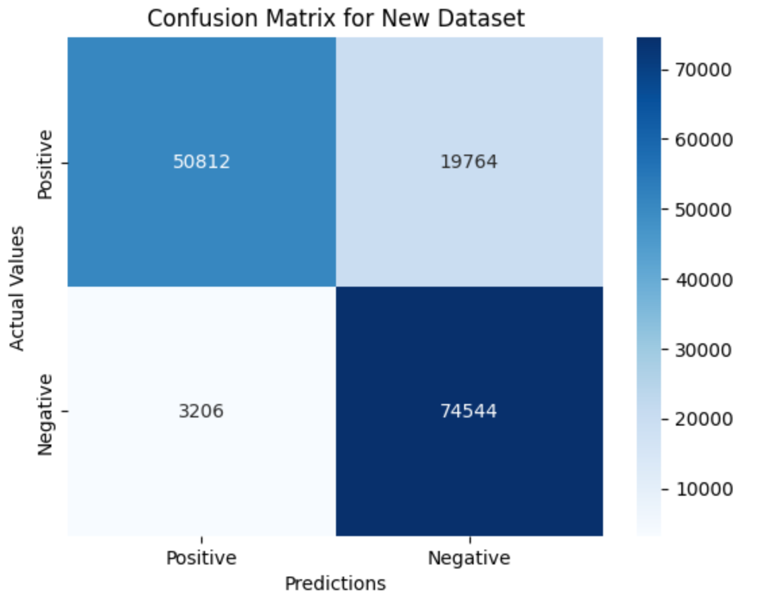 Confusion Matrix for New Dataset
Actual Values
Positive
Negative
50812
19764
3206
74544
Positive
Negative
Predictions
70000
60000
50000
40000
30000
20000
10000